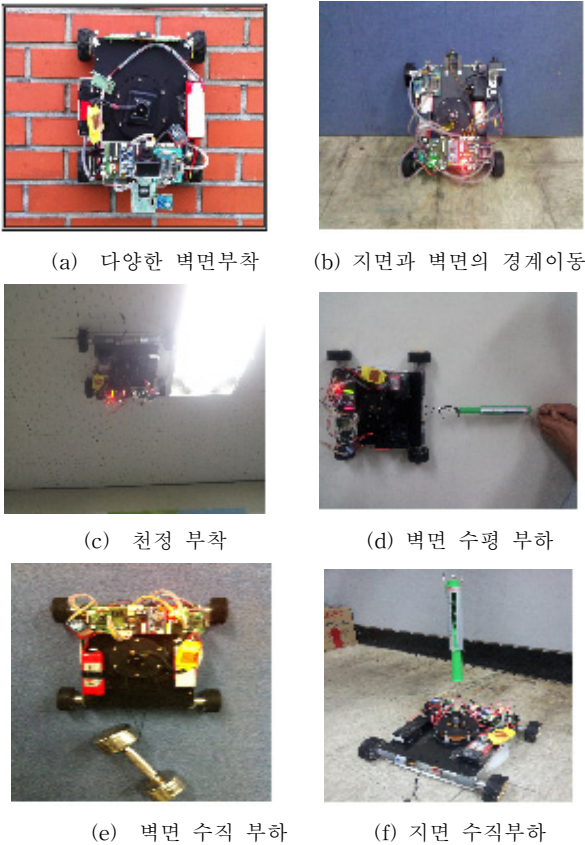 (a) 다양한 벽면부착
(b) 지면과 벽면의 경계이동
(c) 천정 부착
(d) 벽면 수평 부하
(e) 벽면 수직 부하
(f) 지면 수직부하